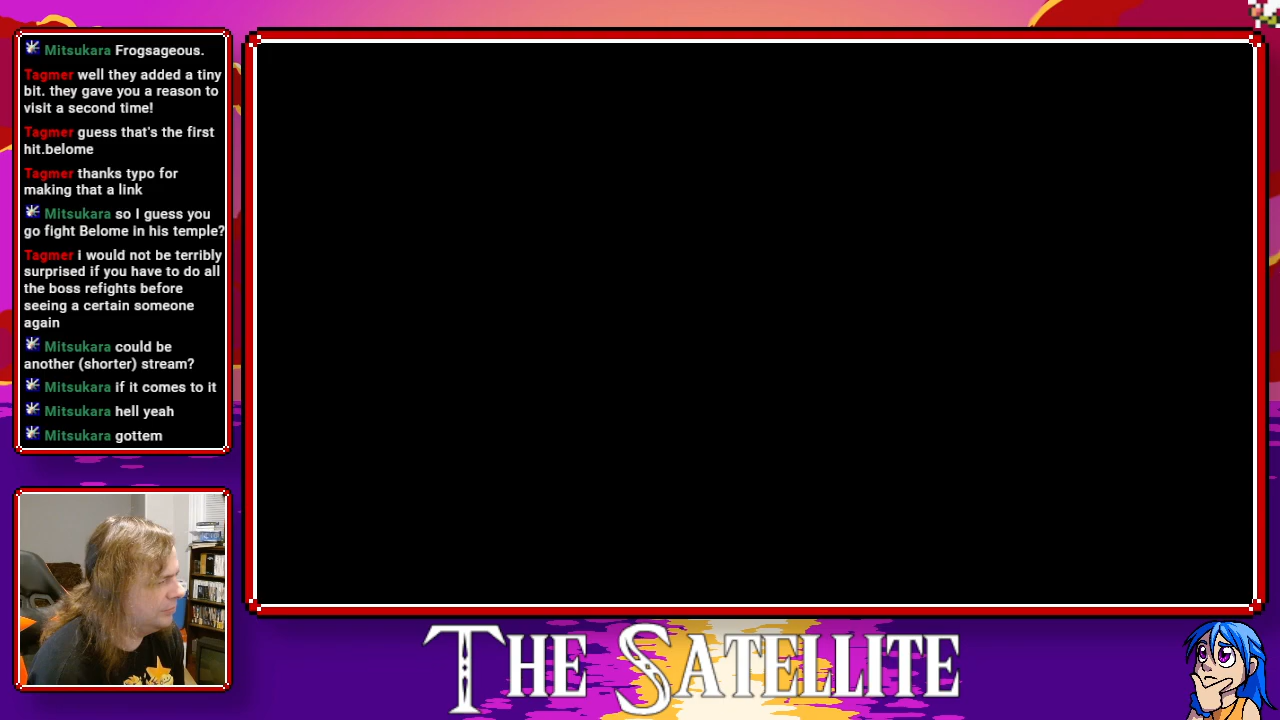 Mitsukara Frogsageous.
Tagmer well they added a tiny
bit. they gave you a reason to
visit a second time!
Tagmer guess that's the first
hit.belome
Tagmer thanks typo for
making that a link
Mitsukara so I guess you
go fight Belome in his temple?
Tagmer i would not be terribly
surprised if you have to do all
the boss refights before
seeing a certain someone
again
Mitsukara could be
another (shorter) stream?
Mitsukara if it comes to it
Mitsukara hell yeah
Mitsukara gottem
THE SATELLITE